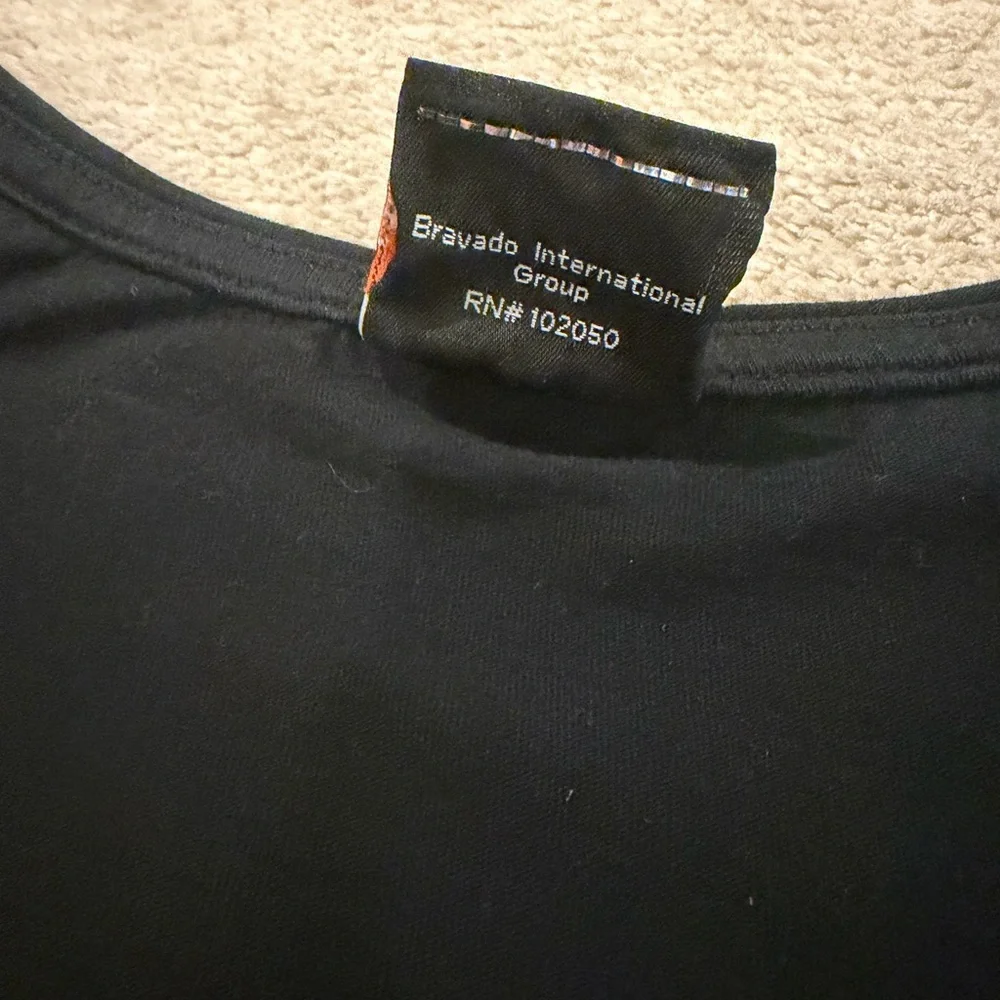 Bravado International
Group
RN# 102050